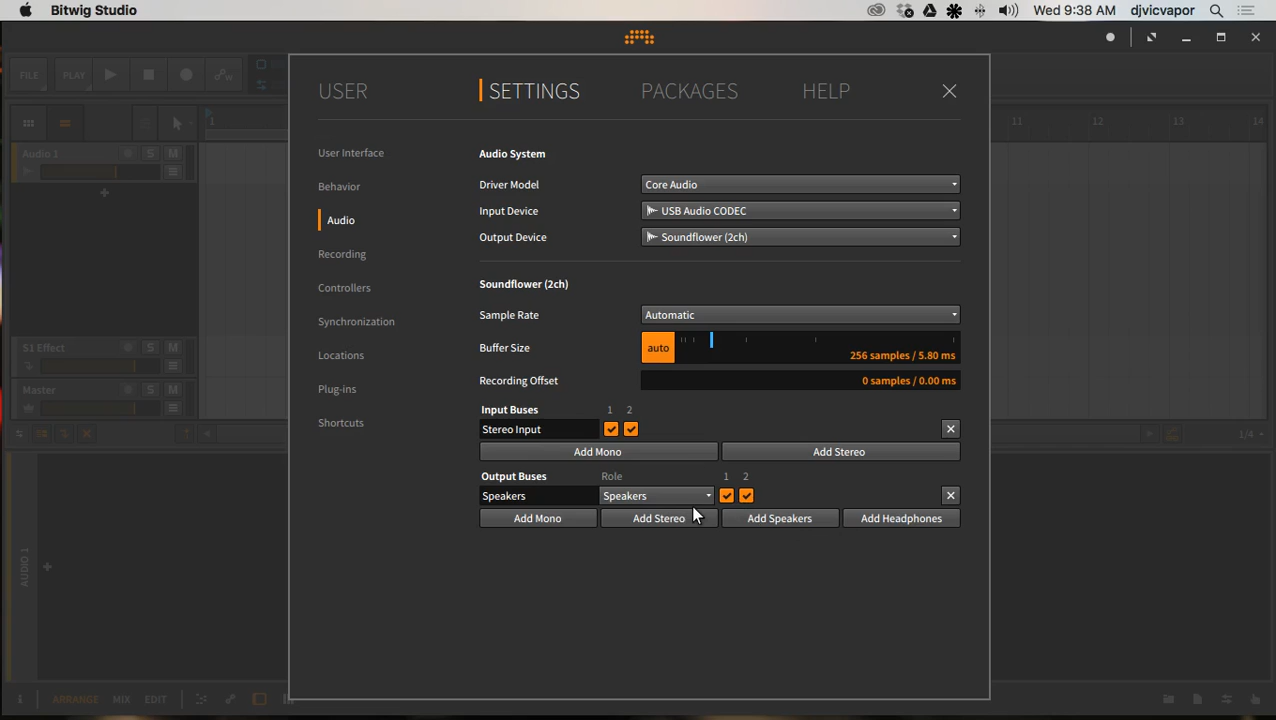 Bitwig Studio
Wed 9:38 AM djvicvapor
FILE PLAY
USER SETTINGS PACKAGES HELP
1 11 12 13 14
User Interface
Behavior
Audio
Recording
Controllers
Synchronization
Locations
Plug-ins
Shortcuts
Audio System
Driver Model Core Audio
Input Device USB Audio CODEC
Output Device Soundflower (2ch)
Soundflower (2ch)
Sample Rate Automatic
Buffer Size auto 256 samples / 5.80 ms
Recording Offset 0 samples / 0.00 ms
Input Buses 1 2
Stereo Input
Add Mono Add Stereo
Output Buses Role 1 2
Speakers Speakers
Add Mono Add Stereo Add Speakers Add Headphones
Audio 1 S M
S1 Effect S M
Master S M
1/4
AUDIO 1
ARRANGE MIX EDIT